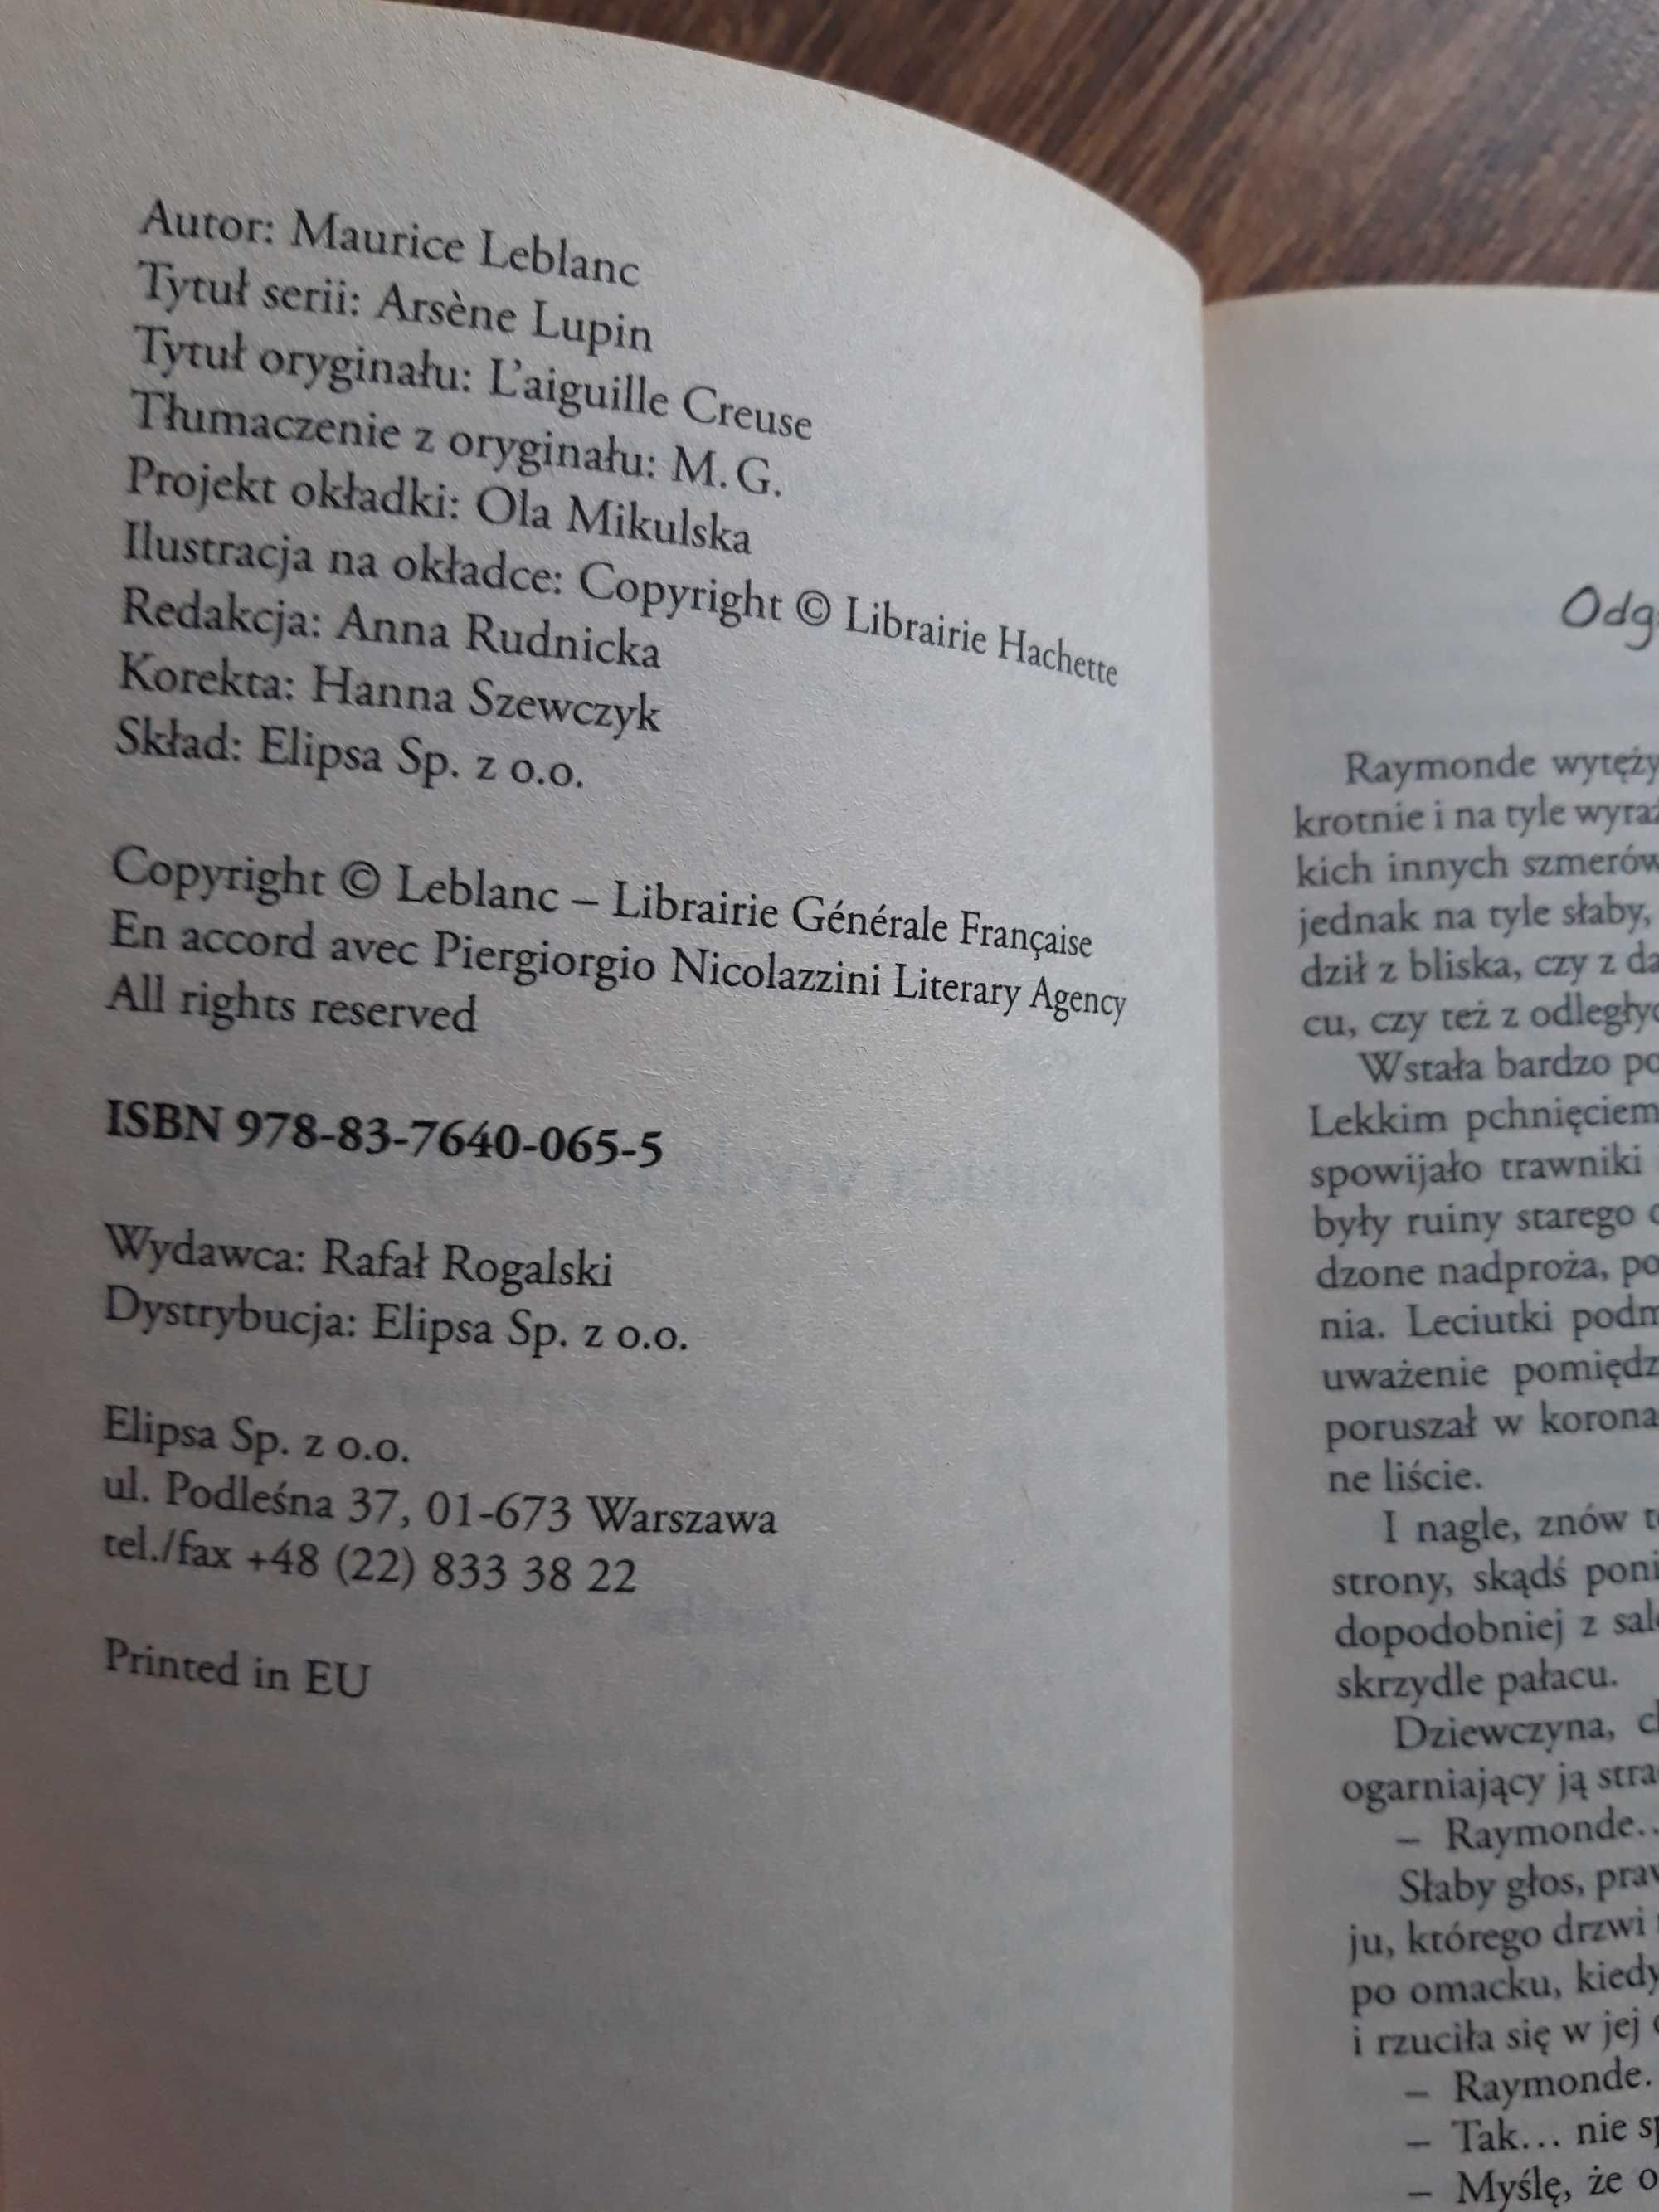 Autor: Maurice Leblanc
Tytuł serii: Arsène Lupin
Tytuł oryginału: L'aiguille Creuse
Tłumaczenie z oryginału: M. G.
Projekt okładki: Ola Mikulska
Ilustracja na okładce: Copyright © Librairie Hachette
Redakcja: Anna Rudnicka
Korekta: Hanna Szewczyk
Skład: Elipsa Sp. z o.o.
Copyright © Leblanc – Librairie Générale Française
En accord avec Piergiorgio Nicolazzini Literary Agency
All rights reserved
ISBN 978-83-7640-065-5
Wydawca: Rafał Rogalski
Dystrybucja: Elipsa Sp. z o.o.
Elipsa Sp. z o.o.
ul. Podleśna 37, 01-673 Warszawa
tel./fax +48 (22) 833 38 22
Printed in EU
Raymonde
krotnie i na tyle
kich innych szmerów
jednak na tyle słaby,
dził z bliska, czy z
cu, czy też z
Wstała bardzo
Lekkim pchnięciem
spowijało trawniki
były ruiny starego
dzone nadproża,
nia. Leciutki
uważenie
poruszał w
ne liście.
I nagle, znów
strony, skądś
dopodobniej z
skrzydle pałacu.
Dziewczyna,
ogarniający ją
– Raymonde..
Słaby głos,
ju, którego drzwi
po omacku,
i rzuciła się w jej
– Raymonde.
– Tak… nie
– Myślę, że